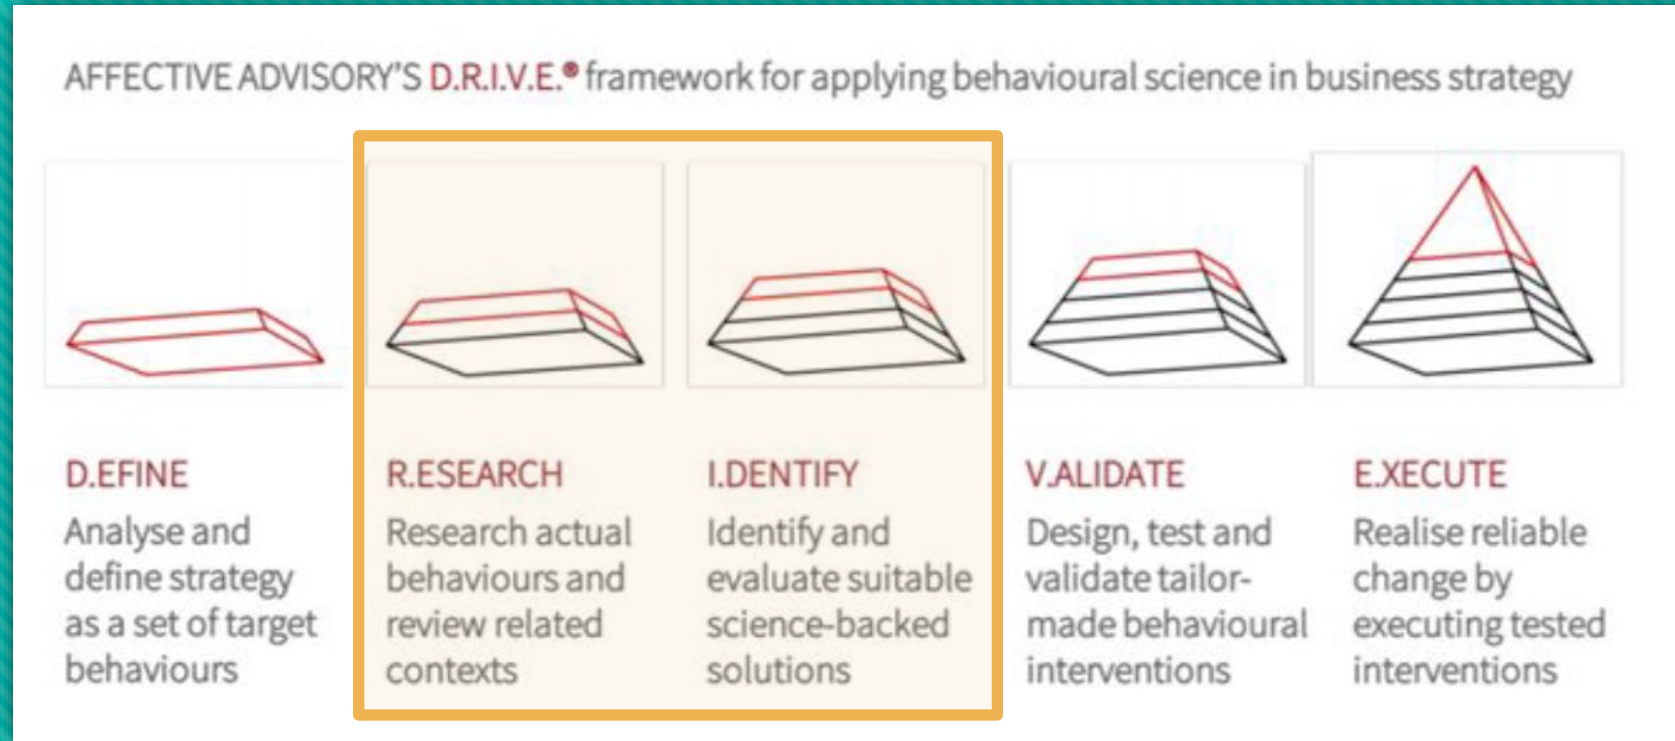 AFFECTIVE ADVISORY'S D.R.I.V.E.® framework for applying behavioural science in business strategy
D.EFINE
Analyse and
define strategy
as a set of target
behaviours
R.ESEARCH
Research actual
behaviours and
review related
contexts
I.DENTIFY
Identify and
evaluate suitable
science-backed
solutions
V.ALIDATE
Design, test and
validate tailor-
made behavioural
interventions
E.XECUTE
Realise reliable
change by
executing tested
interventions